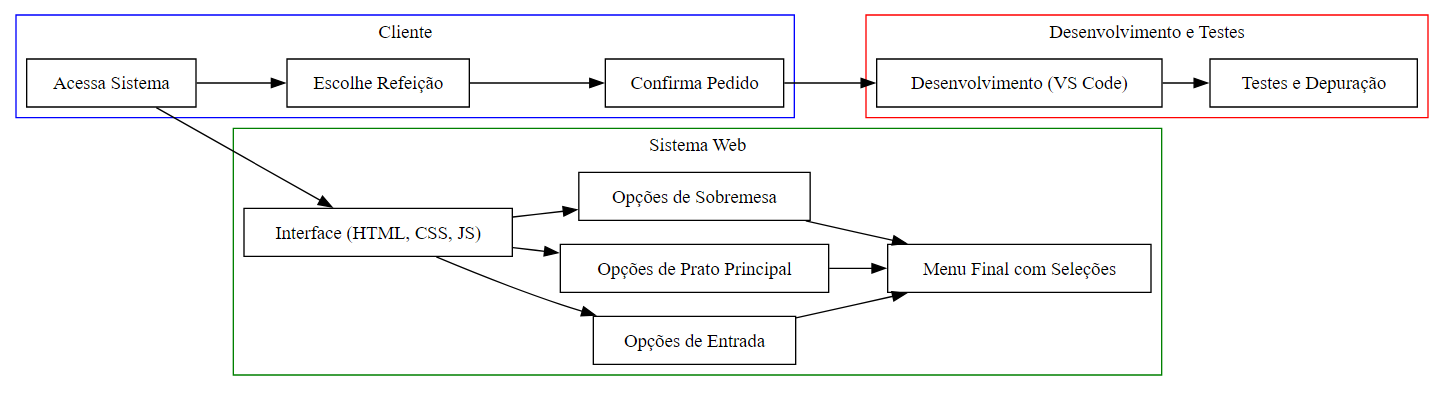 Cliente
Acessa Sistema
Escolhe Refeição
Confirma Pedido
Desenvolvimento e Testes
Desenvolvimento (VS Code)
Testes e Depuração
Sistema Web
Interface (HTML, CSS, JS)
Opções de Sobremesa
Opções de Prato Principal
Opções de Entrada
Menu Final com Seleções